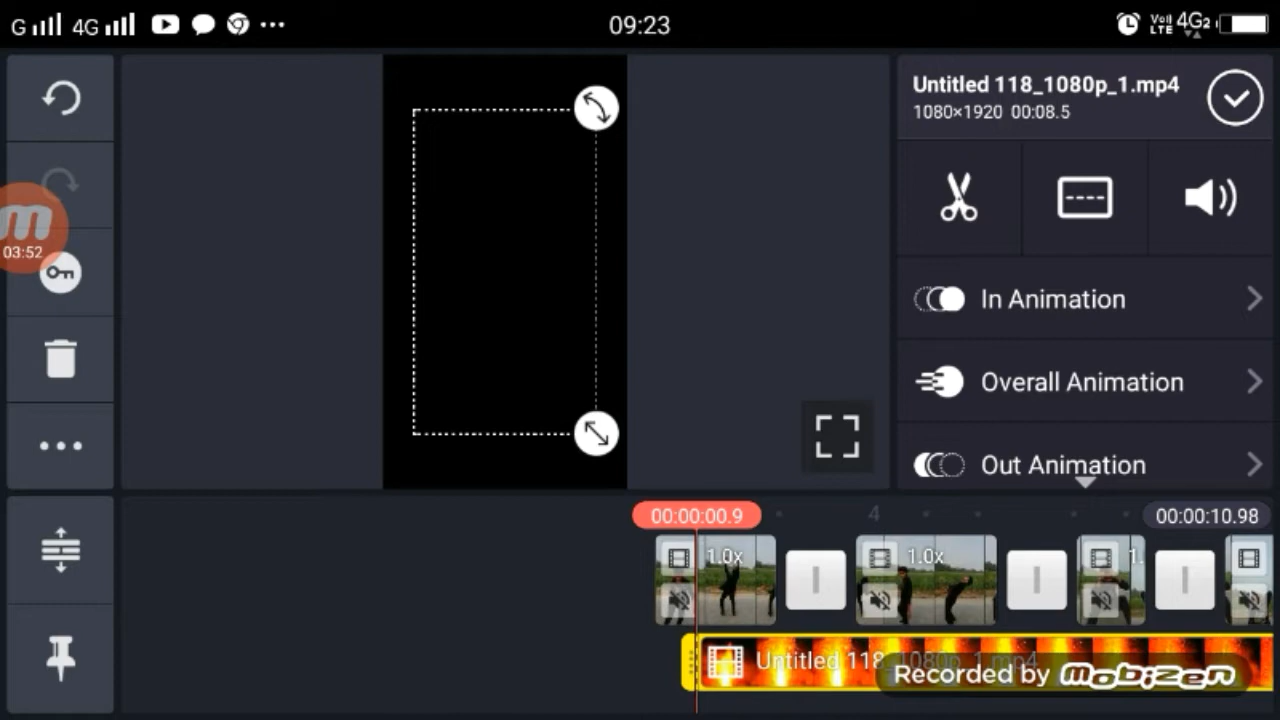 G 4G 09:23 VoLTE 4G2
Untitled 118_1080p_1.mp4
1080×1920 00:08.5
m
03:52
In Animation
Overall Animation
Out Animation
00:00:00.9 4 00:00:10.98
1.0x 1.0x 1.
Untitled 118_1080p_1.mp4
Recorded by mobizen